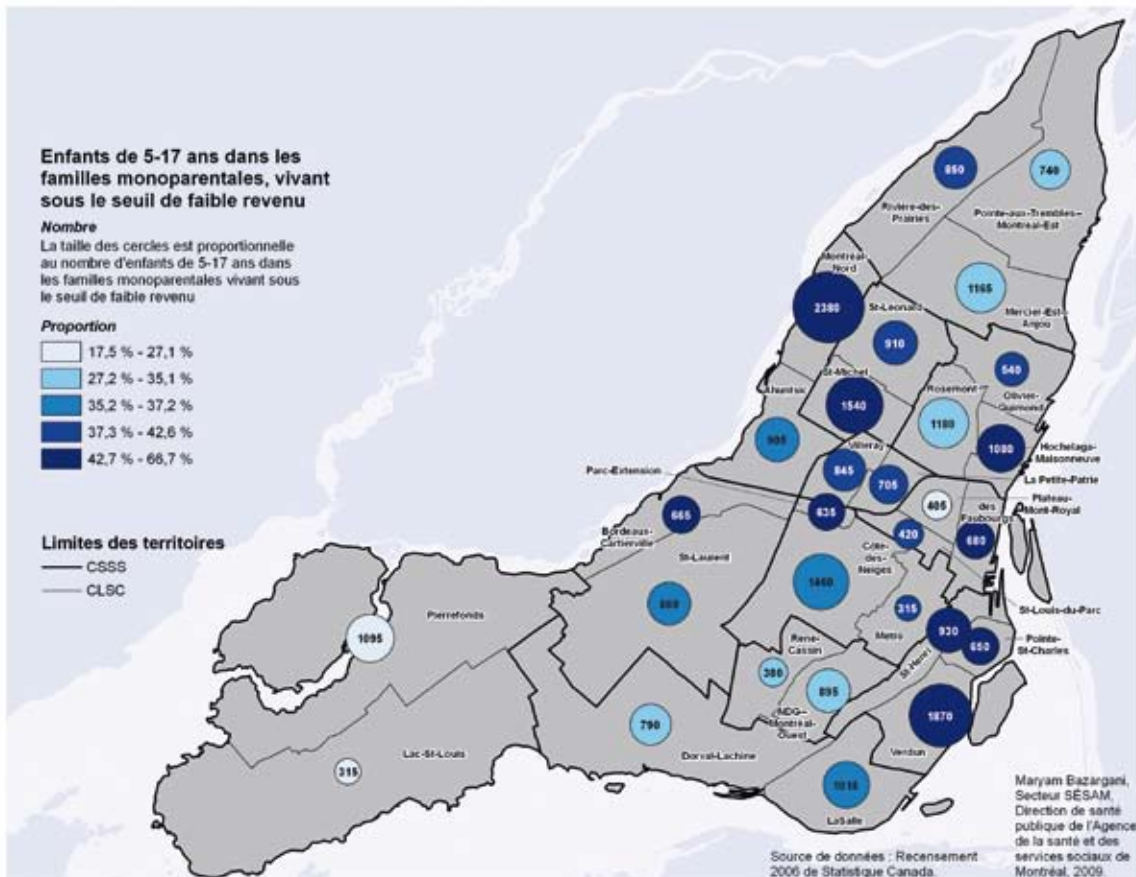 Enfants de 5-17 ans dans les
familles monoparentales, vivant
sous le seuil de faible revenu
Nombre
La taille des cercles est proportionnelle
au nombre d'enfants de 5-17 ans dans
les familles monoparentales vivant sous
le seuil de faible revenu
Proportion
17,5 % - 27,1 %
27,2 % - 35,1 %
35,2 % - 37,2 %
37,3 % - 42,6 %
42,7 % - 66,7 %
Limites des territoires
CSSS
CLSC
850
740
Rivière-des-
Prairies
Pointe-aux-Trembles-
Montréal-Est
Montréal-
Nord
2380
1165
Mercier-Est-
Anjou
St-Léonard
910
St-Michel
1540
Rosemont
1180
540
Olivier-
Guimond
Ahuntsic
905
1080
Hochelaga-
Maisonneuve
Villeray
845
705
La Petite-Patrie
Parc-Extension
635
405
Plateau-
Mont-Royal
des
Faubourgs
680
665
Bordeaux-
Cartierville
420
Côte-
des-
Neiges
St-Laurent
1460
315
Métro
St-Louis-du-Parc
930
650
Pointe-
St-Charles
St-Henri
Pierrefonds
1095
René-
Cassin
380
895
NDG-
Montréal-
Ouest
1870
Verdun
790
Dorval-Lachine
Lac-St-Louis
315
LaSalle
Source de données : Recensement
2006 de Statistique Canada.
Maryam Bazargani,
Secteur SÉSAM,
Direction de santé
publique de l'Agence
de la santé et des
services sociaux de
Montréal, 2009.